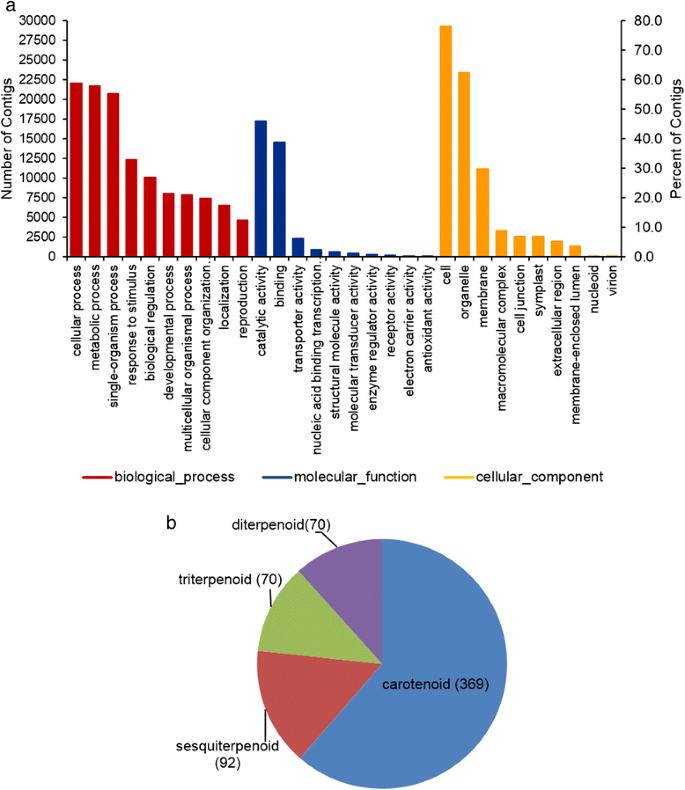 a
30000
27500
25000
22500
20000
17500
15000
12500
10000
7500
5000
2500
0
Number of Contigs
80.0
70.0
60.0
50.0
40.0
30.0
20.0
10.0
0.0
Percent of Contigs
cellular process
metabolic process
single-organism process
response to stimulus
biological regulation
developmental process
multicellular organismal process
cellular component organization…
localization
reproduction
catalytic activity
binding
transporter activity
nucleic acid binding transcription…
structural molecule activity
molecular transducer activity
enzyme regulator activity
receptor activity
electron carrier activity
antioxidant activity
cell
organelle
membrane
macromolecular complex
cell junction
symplast
extracellular region
membrane-enclosed lumen
nucleoid
virion
biological_process
molecular_function
cellular_component
b
diterpenoid(70)
triterpenoid (70)
carotenoid (369)
sesquiterpenoid
(92)